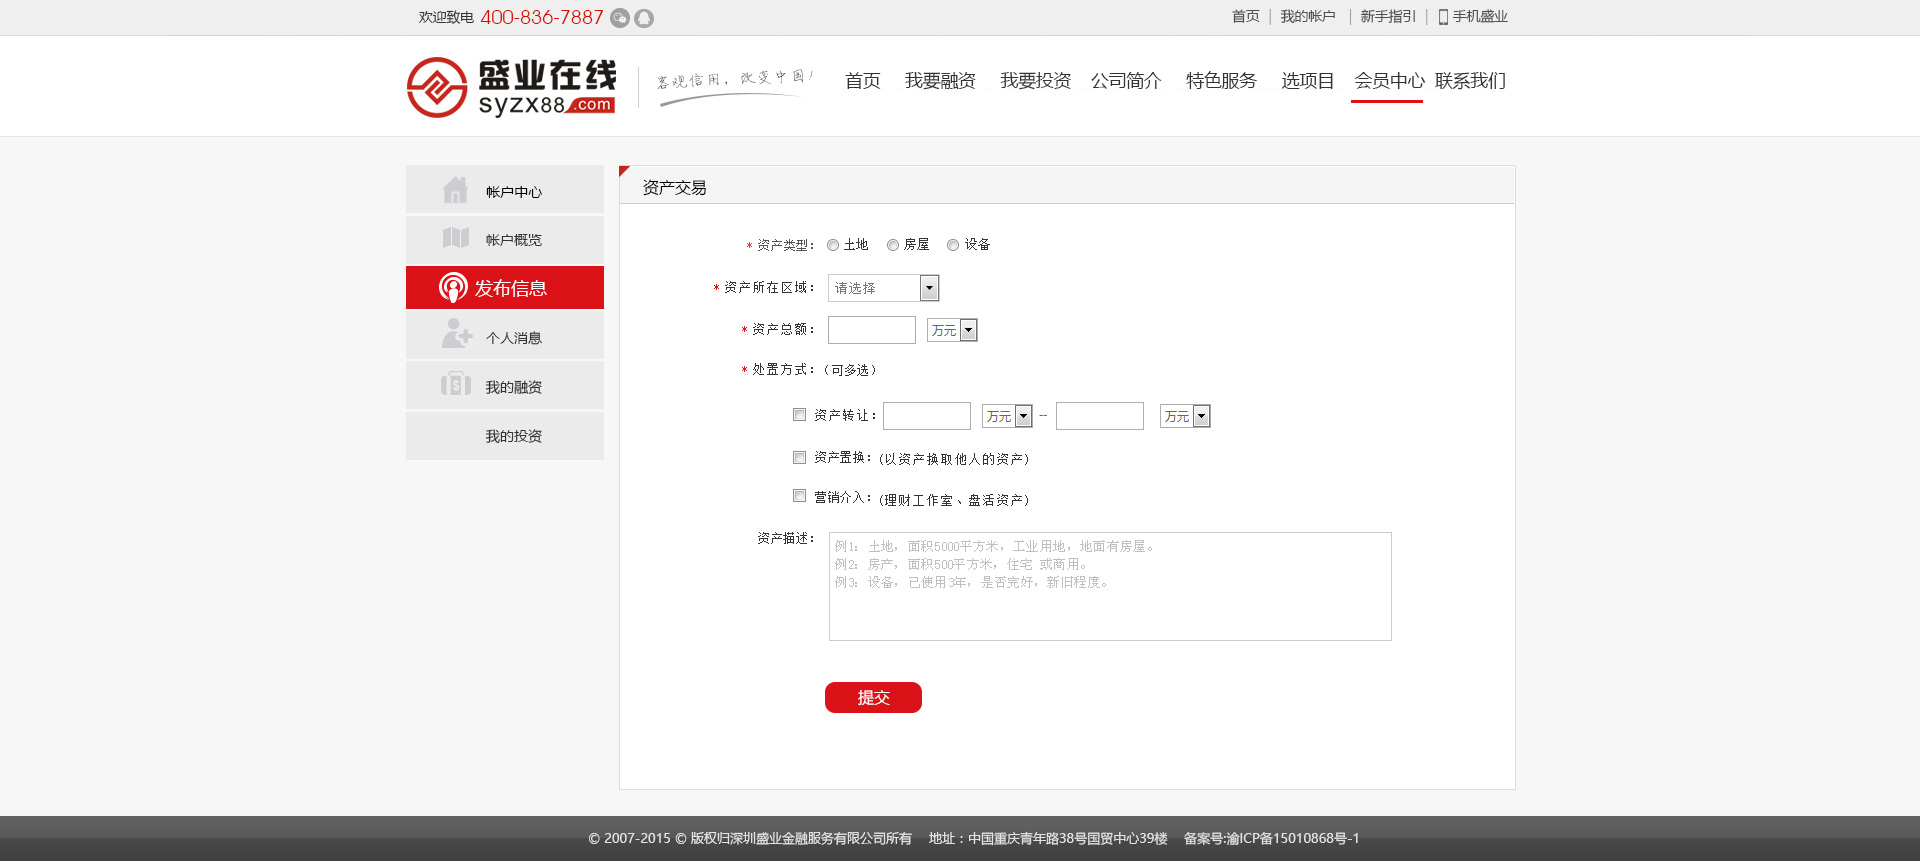 欢迎致电 400-836-7887
首页 | 我的帐户 | 新手指引 | 手机盛业
盛业在线
syzx88.com
客观信用，改变中国！
首页 我要融资 我要投资 公司简介 特色服务 选项目 会员中心 联系我们
帐户中心
帐户概览
发布信息
个人消息
我的融资
我的投资
资产交易
* 资产类型： 土地 房屋 设备
* 资产所在区域： 请选择
* 资产总额： 万元
* 处置方式：（可多选）
资产转让： 万元 -- 万元
资产置换：(以资产换取他人的资产)
营销介入：(理财工作室、盘活资产)
资产描述：
例1：土地，面积5000平方米，工业用地，地面有房屋。
例2：房产，面积500平方米，住宅 或商用。
例3：设备，已使用3年，是否完好，新旧程度。
提交
© 2007-2015 © 版权归深圳盛业金融服务有限公司所有 地址：中国重庆青年路38号国贸中心39楼 备案号:渝ICP备15010868号-1